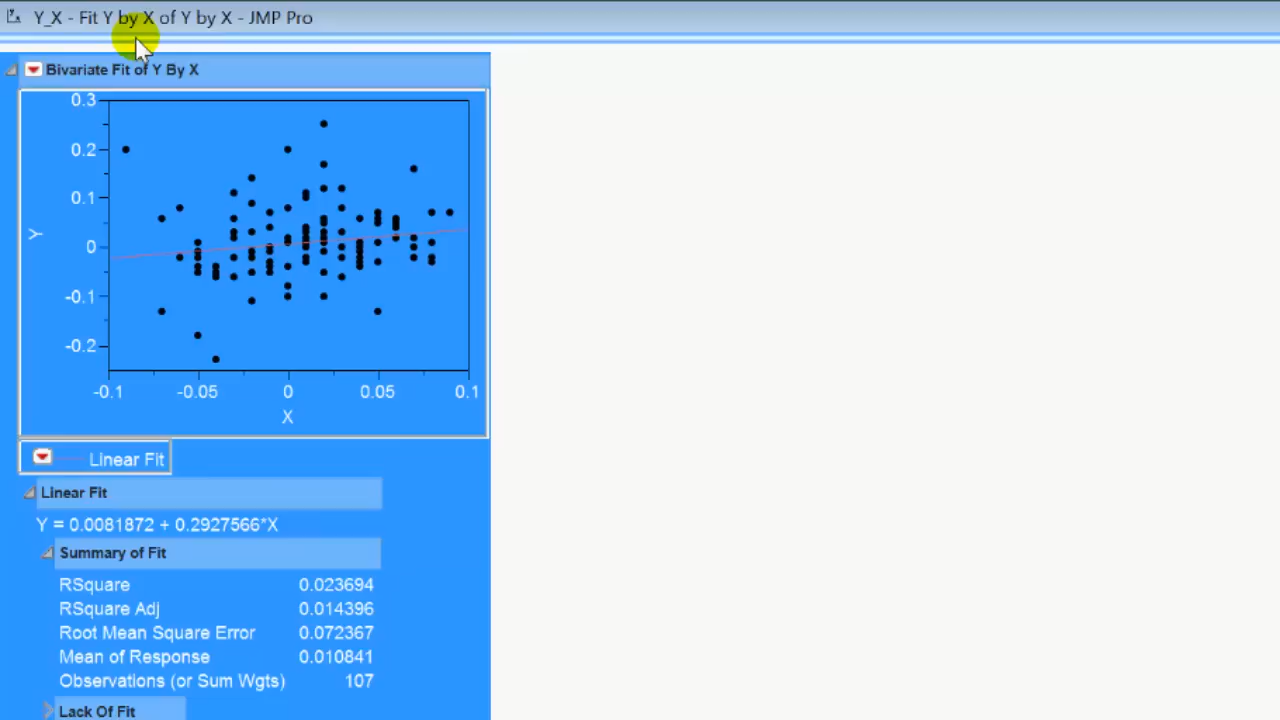 Y_X - Fit Y by X of Y by X - JMP Pro
Bivariate Fit of Y By X
0.3
0.2
0.1
0
-0.1
-0.2
Y
-0.1 -0.05 0 0.05 0.1
X
Linear Fit
Linear Fit
Y = 0.0081872 + 0.2927566*X
Summary of Fit
RSquare 0.023694
RSquare Adj 0.014396
Root Mean Square Error 0.072367
Mean of Response 0.010841
Observations (or Sum Wgts) 107
Lack Of Fit